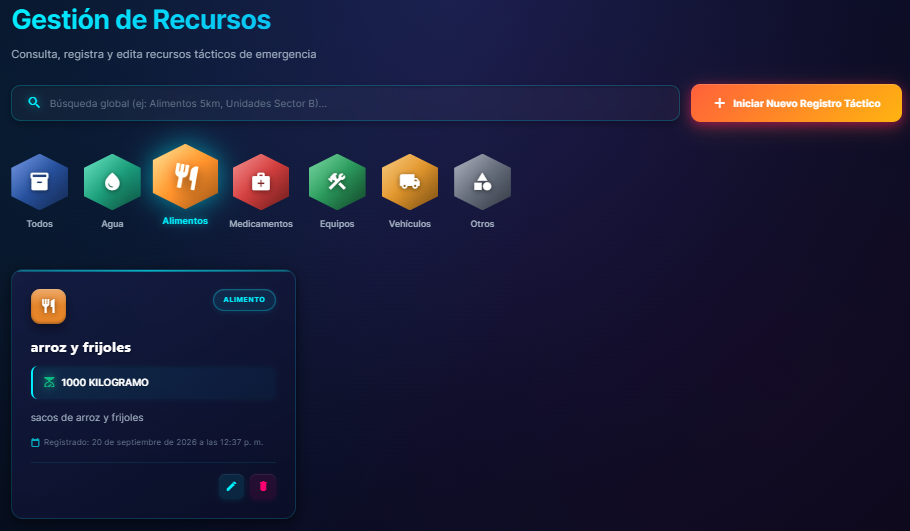 Gestión de Recursos
Consulta, registra y edita recursos tácticos de emergencia
Búsqueda global (ej: Alimentos 5km, Unidades Sector B)...
Iniciar Nuevo Registro Táctico
Todos
Agua
Alimentos
Medicamentos
Equipos
Vehículos
Otros
ALIMENTO
arroz y frijoles
1000 KILOGRAMO
sacos de arroz y frijoles
Registrado: 20 de septiembre de 2026 a las 12:37 p. m.